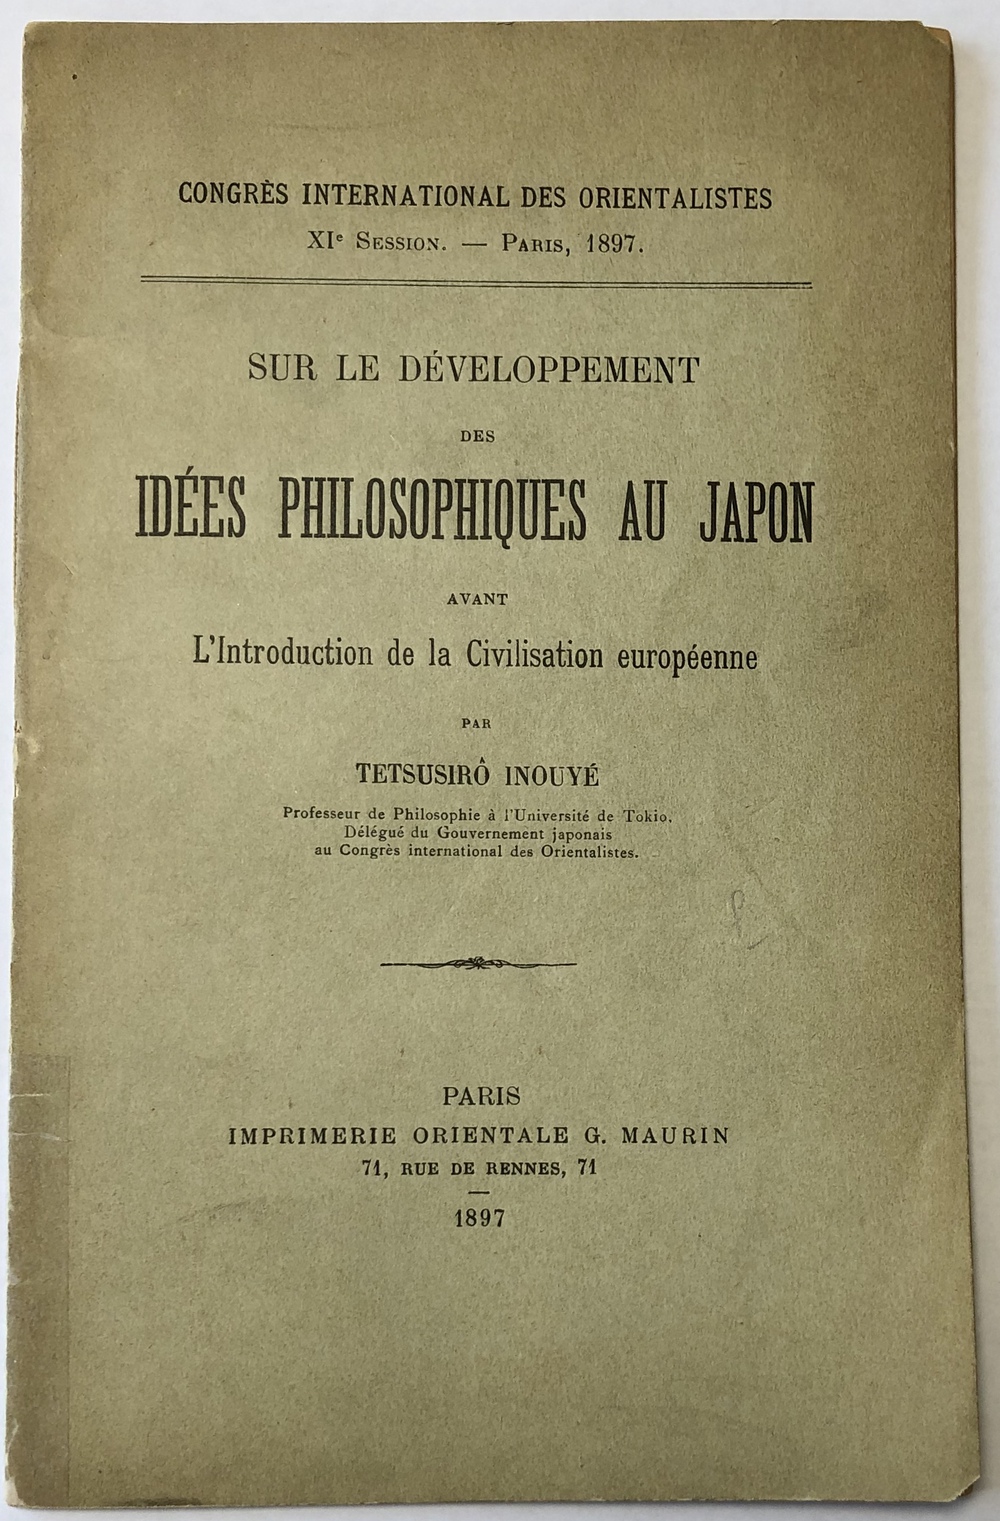 CONGRÈS INTERNATIONAL DES ORIENTALISTES
XIe SESSION. — PARIS, 1897.
SUR LE DÉVELOPPEMENT
DES
IDÉES PHILOSOPHIQUES AU JAPON
AVANT
L'Introduction de la Civilisation européenne
PAR
TETSUSIRÔ INOUYÉ
Professeur de Philosophie à l'Université de Tokio.
Délégué du Gouvernement japonais
au Congrès international des Orientalistes.
PARIS
IMPRIMERIE ORIENTALE G. MAURIN
71, RUE DE RENNES, 71
1897